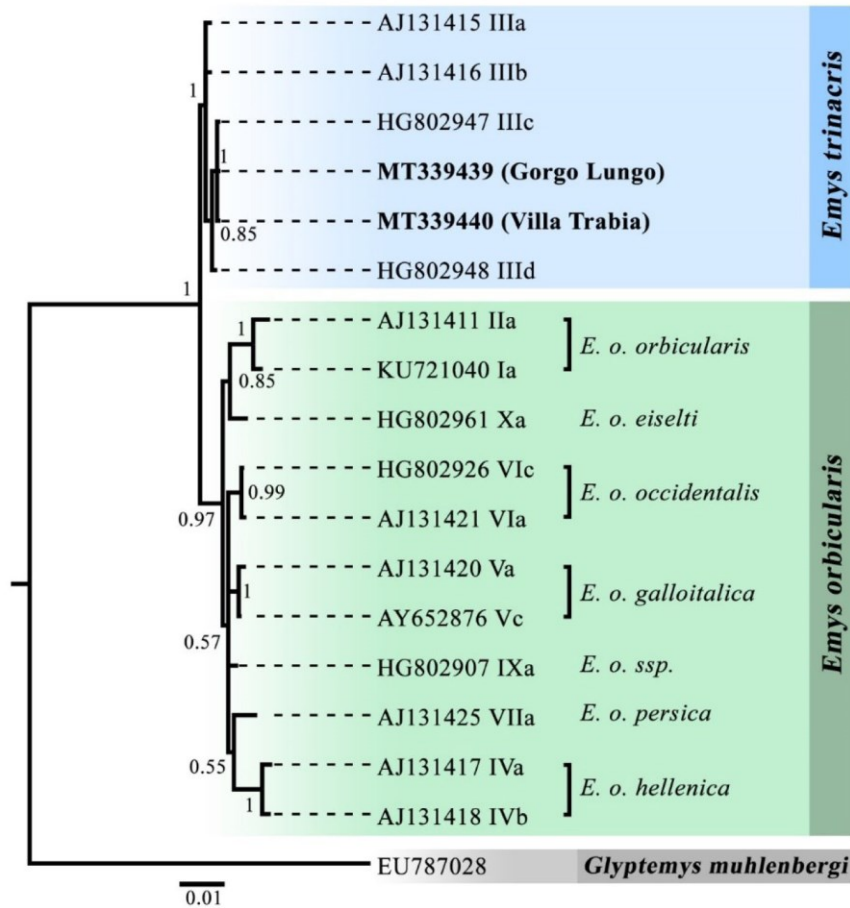 AJ131415 IIIa
1
AJ131416 IIIb
HG802947 IIIc
1
MT339439 (Gorgo Lungo)
MT339440 (Villa Trabia)
0.85
HG802948 IIId
Emys trinacris
1
AJ131411 IIa
1
E. o. orbicularis
KU721040 Ia
0.85
HG802961 Xa
E. o. eiselti
HG802926 VIc
0.99
E. o. occidentalis
AJ131421 VIa
0.97
AJ131420 Va
1
E. o. galloitalica
AY652876 Vc
0.57
HG802907 IXa
E. o. ssp.
AJ131425 VIIa
E. o. persica
0.55
AJ131417 IVa
E. o. hellenica
1
AJ131418 IVb
Emys orbicularis
EU787028
Glyptemys muhlenbergi
0.01